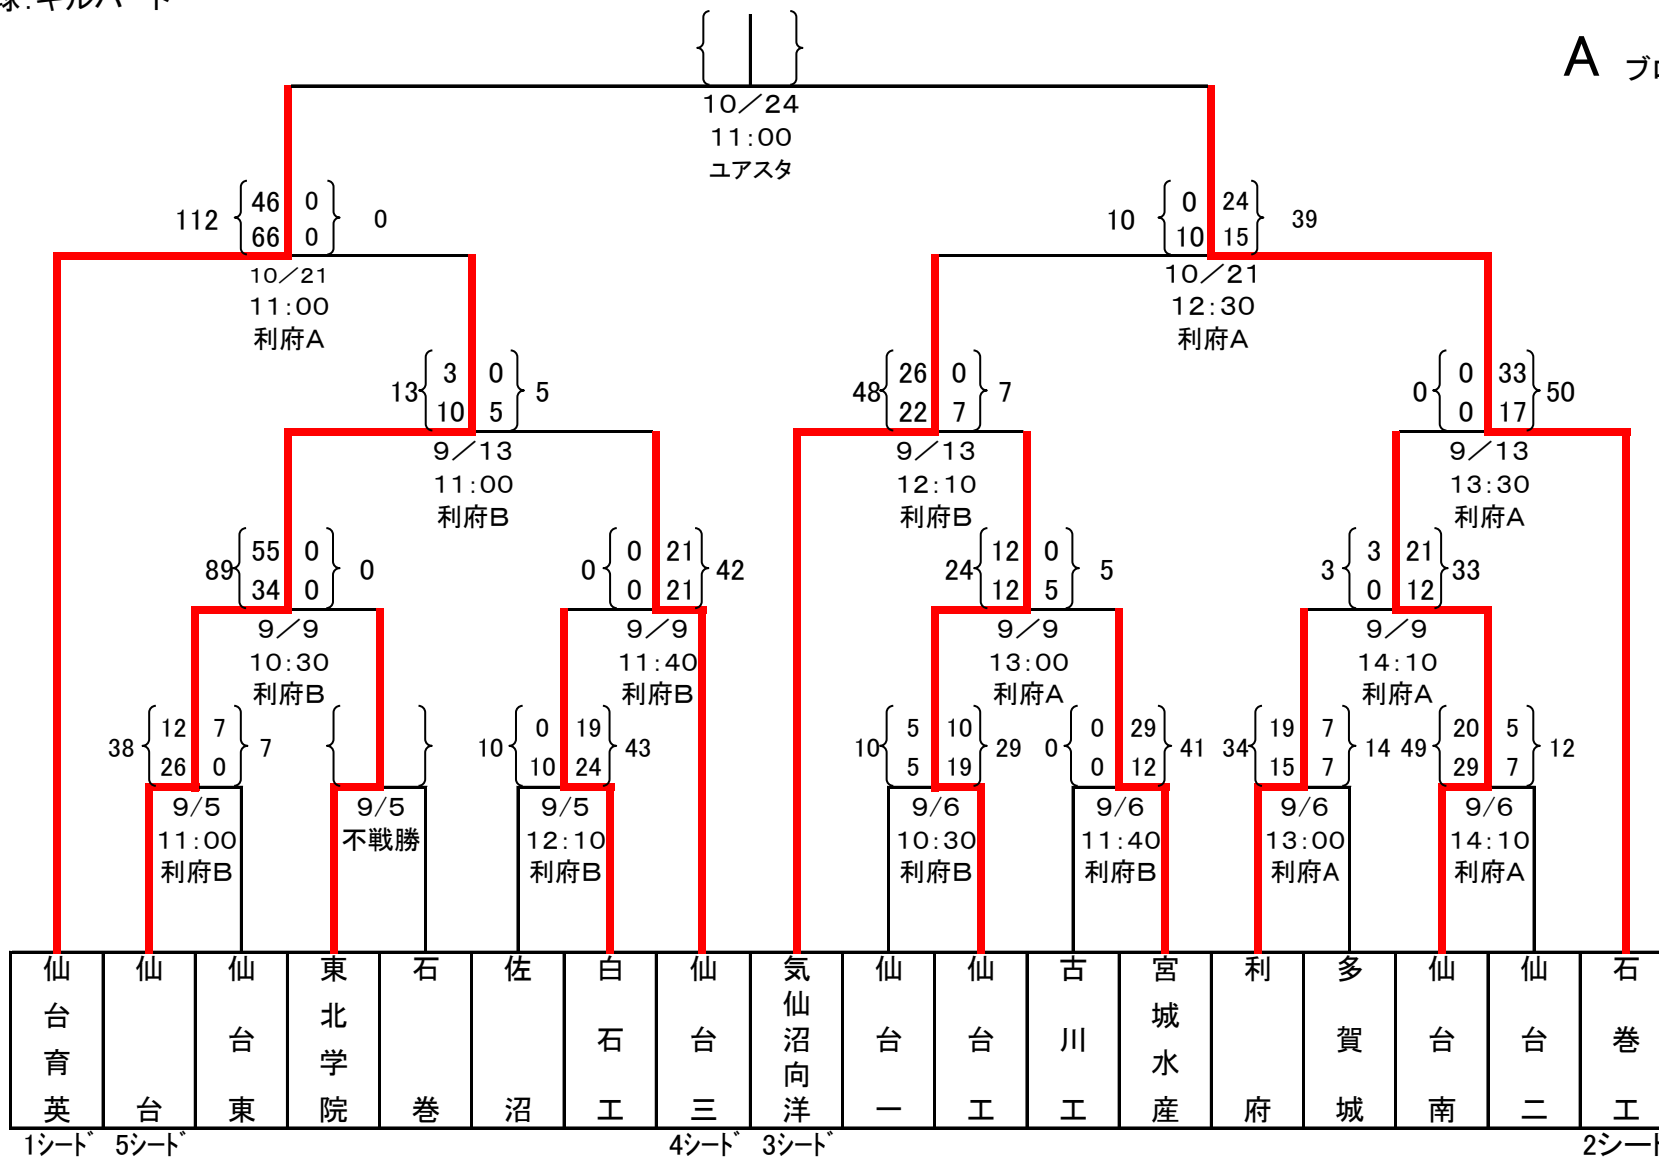 球：ギルバート
A ブロ
10／24
11：00
ユアスタ
112 46 0 0
66 0
10／21
11：00
利府A
10 0 24 39
10 15
10／21
12：30
利府A
13 3 0 5
10 5
9／13
11：00
利府B
48 26 0 7
22 7
9／13
12：10
利府B
0 0 33 50
0 17
9／13
13：30
利府A
89 55 0 0
34 0
9／9
10：30
利府B
0 0 21 42
0 21
9／9
11：40
利府B
24 12 0 5
12 5
9／9
13：00
利府A
3 3 21 33
0 12
9／9
14：10
利府A
38 12 7 7
26 0
9/5
11：00
利府B
9/5
不戦勝
10 0 19 43
10 24
9/5
12：10
利府B
10 5 10 29
5 19
9/6
10：30
利府B
0 0 29 41
0 12
9/6
11：40
利府B
34 19 7 14
15 7
9/6
13：00
利府A
49 20 5 12
29 7
9/6
14：10
利府A
仙台育英
仙台
仙台東
東北学院
石巻
佐沼
白石工
仙台三
気仙沼向洋
仙台一
仙台工
古川工
宮城水産
利府
多賀城
仙台南
仙台二
石巻工
1ｼｰﾄﾞ 5ｼｰﾄﾞ 4ｼｰﾄﾞ 3ｼｰﾄﾞ 2シード